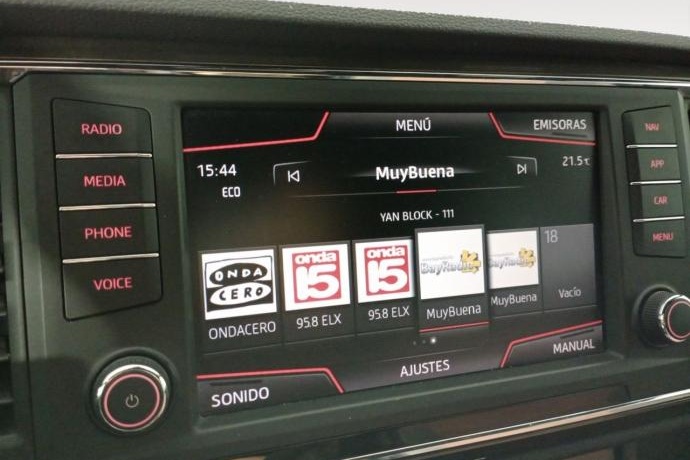 RADIO
MEDIA
PHONE
VOICE
MENÚ
EMISORAS
15:44
ECO
MuyBuena
21.5℃
YAN BLOCK - 111
ONDA
CERO
ONDACERO
onda
15
95.8 ELX
onda
15
95.8 ELX
BayRadio
MuyBuena
BayRadio
MuyBuena
18
Vacío
SONIDO
AJUSTES
MANUAL
NAV
APP
CAR
MENU